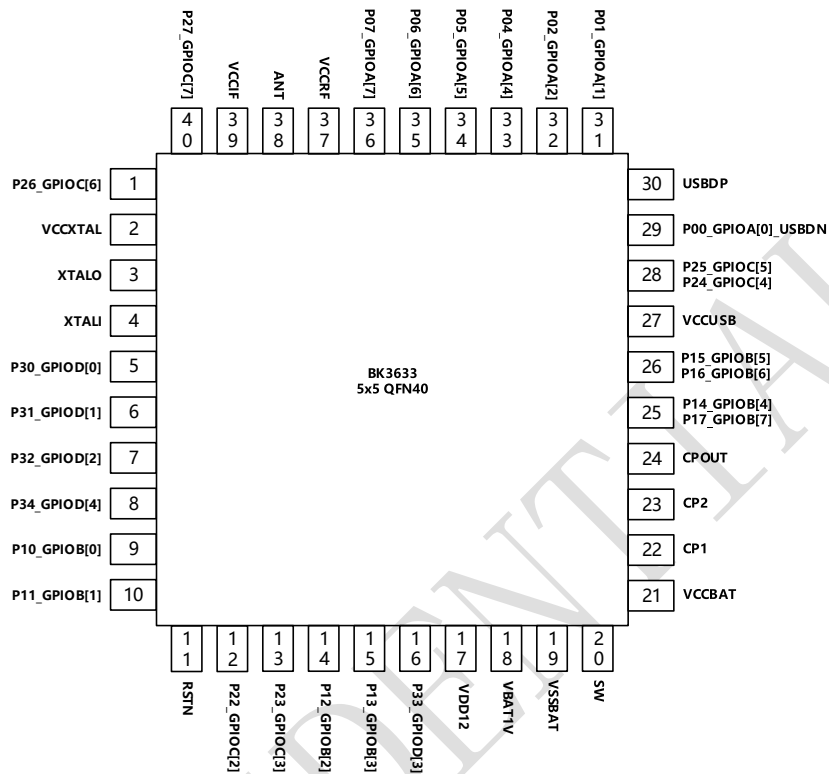 P27_GPIOC[7]
VCCIF
ANT
VCCRF
P07_GPIOA[7]
P06_GPIOA[6]
P05_GPIOA[5]
P04_GPIOA[4]
P02_GPIOA[2]
P01_GPIOA[1]
40
39
38
37
36
35
34
33
32
31
P26_GPIOC[6] 1
VCCXTAL 2
XTALO 3
XTALI 4
P30_GPIOD[0] 5
P31_GPIOD[1] 6
P32_GPIOD[2] 7
P34_GPIOD[4] 8
P10_GPIOB[0] 9
P11_GPIOB[1] 10
BK3633
5x5 QFN40
30 USBDP
29 P00_GPIOA[0]_USBDN
28 P25_GPIOC[5]
P24_GPIOC[4]
27 VCCUSB
26 P15_GPIOB[5]
P16_GPIOB[6]
25 P14_GPIOB[4]
P17_GPIOB[7]
24 CPOUT
23 CP2
22 CP1
21 VCCBAT
11
12
13
14
15
16
17
18
19
20
RSTN
P22_GPIOC[2]
P23_GPIOC[3]
P12_GPIOB[2]
P13_GPIOB[3]
P33_GPIOD[3]
VDD12
VBAT1V
VSSBAT
SW
DENTIAL